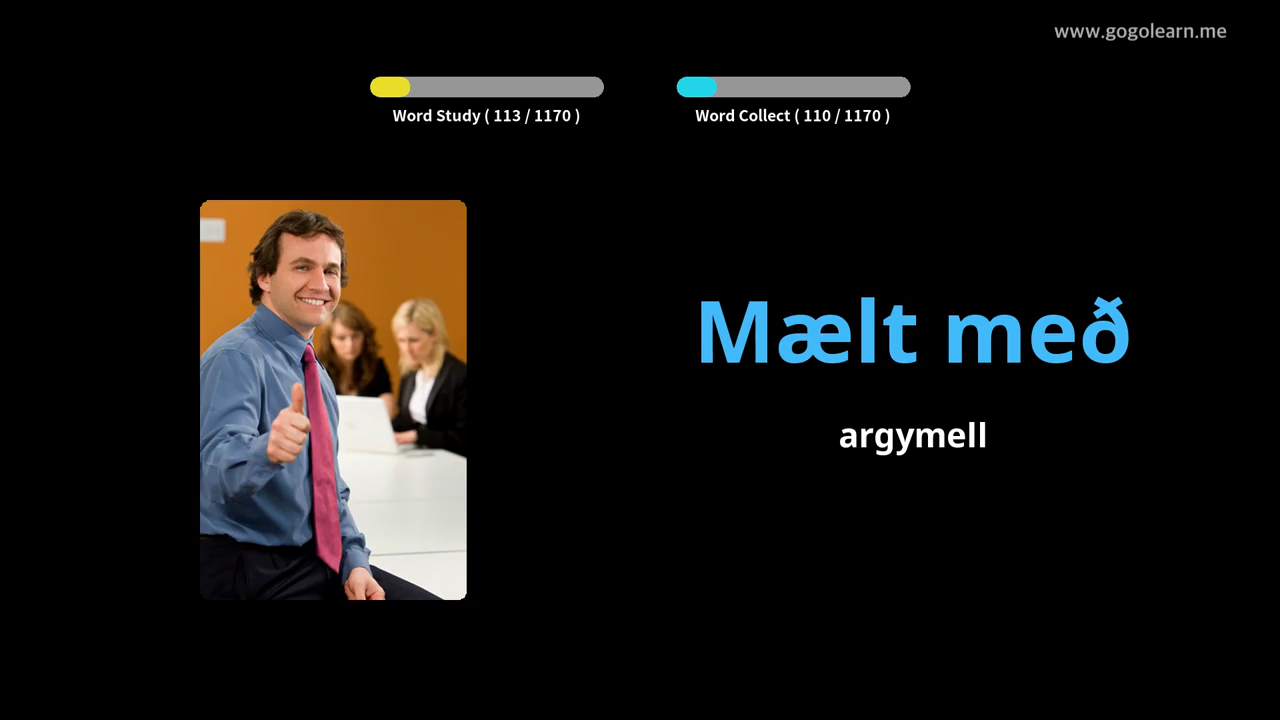 www.gogolearn.me
Word Study ( 113 / 1170 )
Word Collect ( 110 / 1170 )
Mælt með
argymell